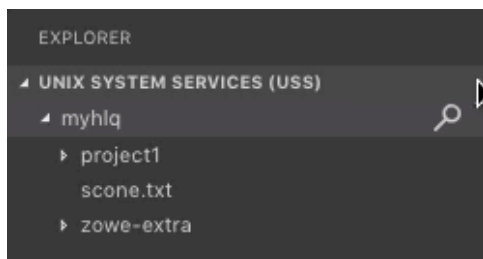 EXPLORER
UNIX SYSTEM SERVICES (USS)
myhlq
project1
scone.txt
zowe-extra